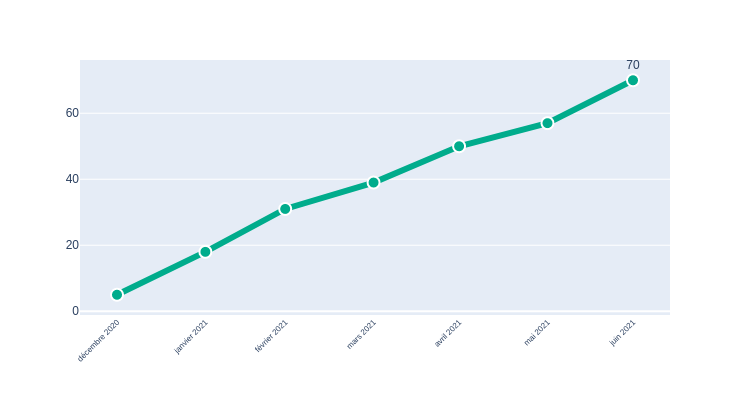 70
60
40
20
0
décembre 2020
janvier 2021
février 2021
mars 2021
avril 2021
mai 2021
juin 2021